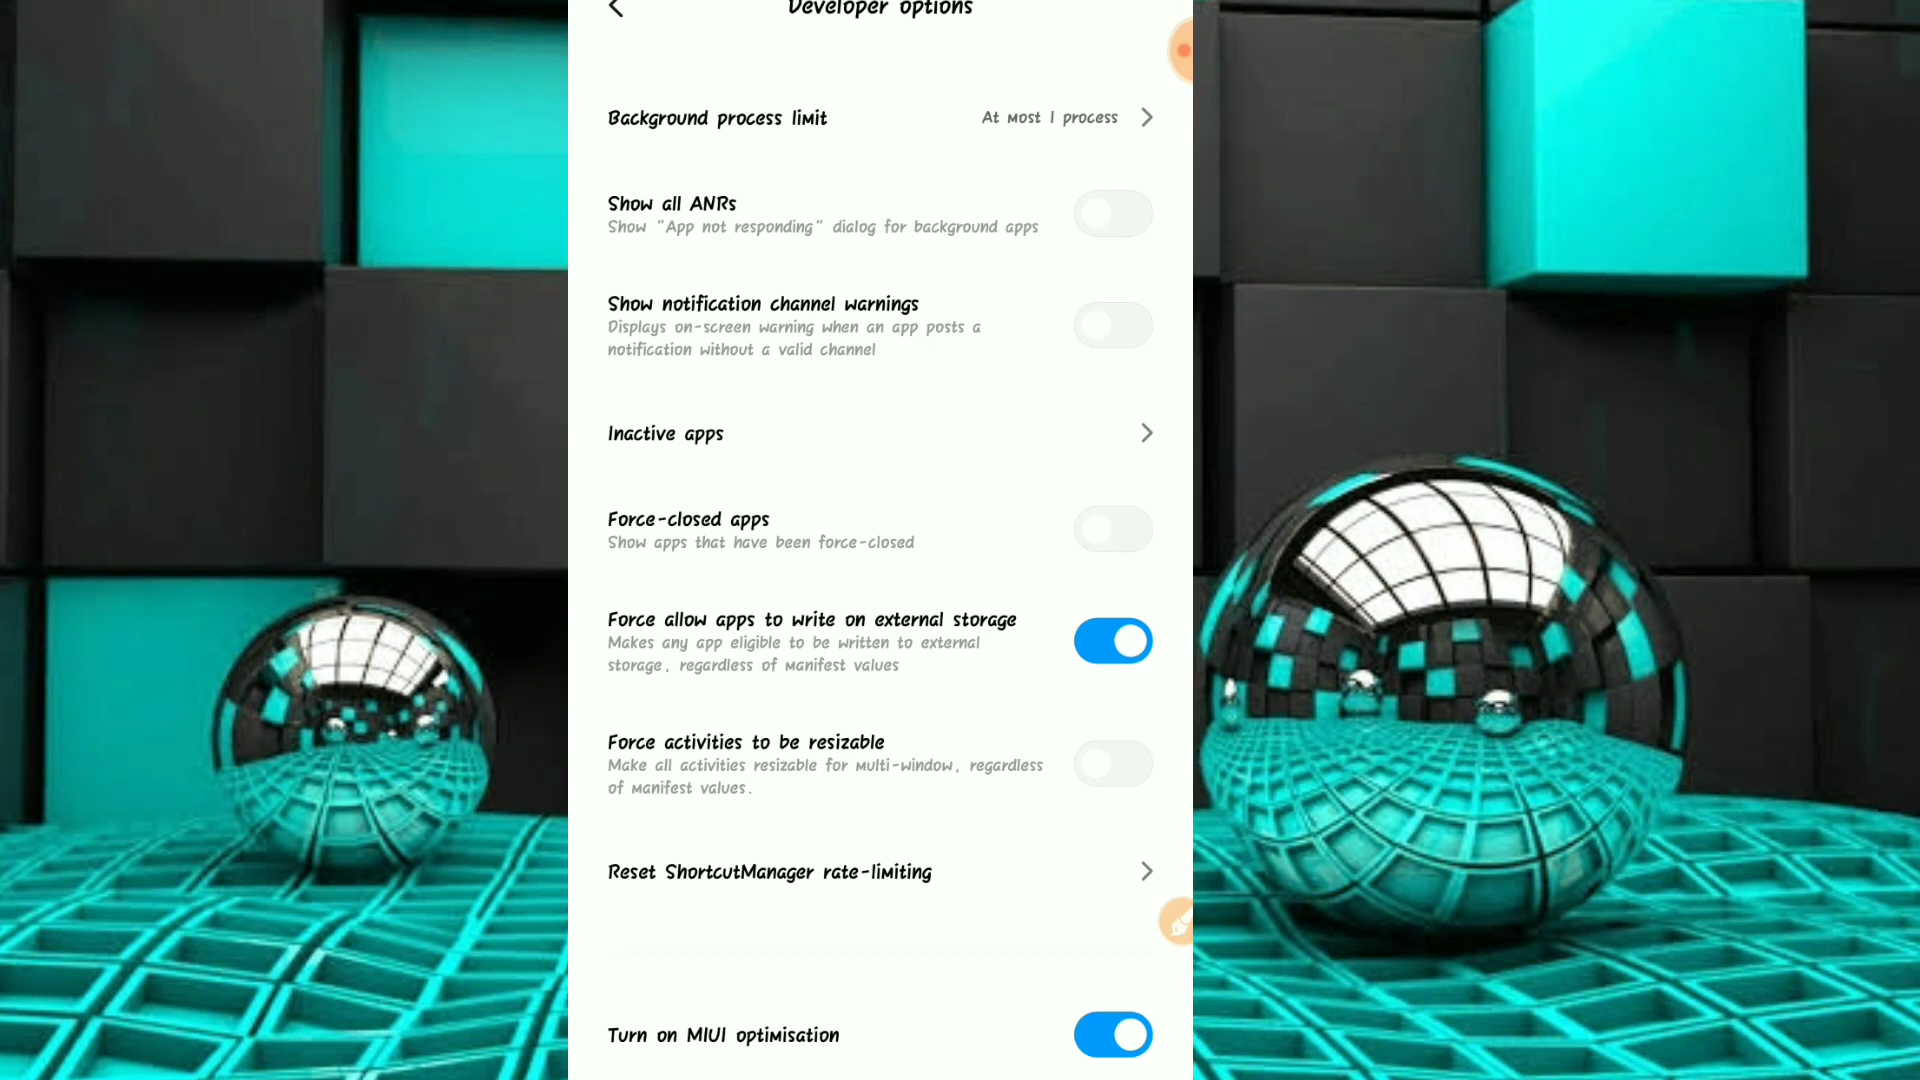 Developer options
Background process limit
At most 1 process
Show all ANRs
Show "App not responding" dialog for background apps
Show notification channel warnings
Displays on-screen warning when an app posts a
notification without a valid channel
Inactive apps
Force-closed apps
Show apps that have been force-closed
Force allow apps to write on external storage
Makes any app eligible to be written to external
storage, regardless of manifest values
Force activities to be resizable
Make all activities resizable for multi-window, regardless
of manifest values.
Reset ShortcutManager rate-limiting
Turn on MIUI optimisation